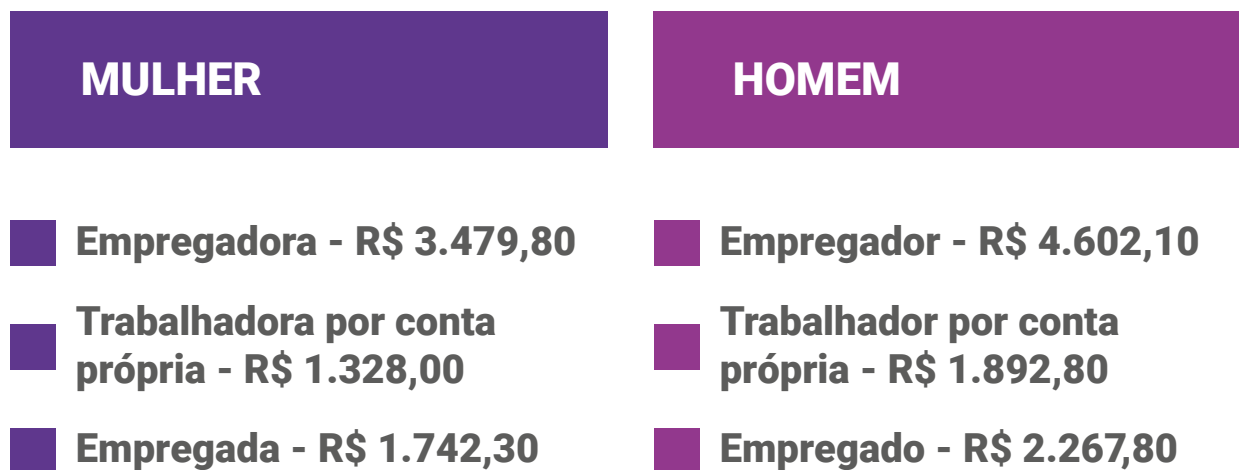 MULHER
Empregadora - R$ 3.479,80
Trabalhadora por conta
própria - R$ 1.328,00
Empregada - R$ 1.742,30
HOMEM
Empregador - R$ 4.602,10
Trabalhador por conta
própria - R$ 1.892,80
Empregado - R$ 2.267,80